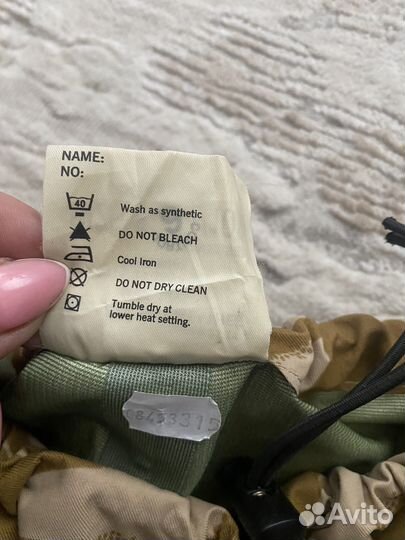 NAME:
NO:
40
Wash as synthetic
DO NOT BLEACH
Cool Iron
DO NOT DRY CLEAN
Tumble dry at
lower heat setting.
08433315
Avito